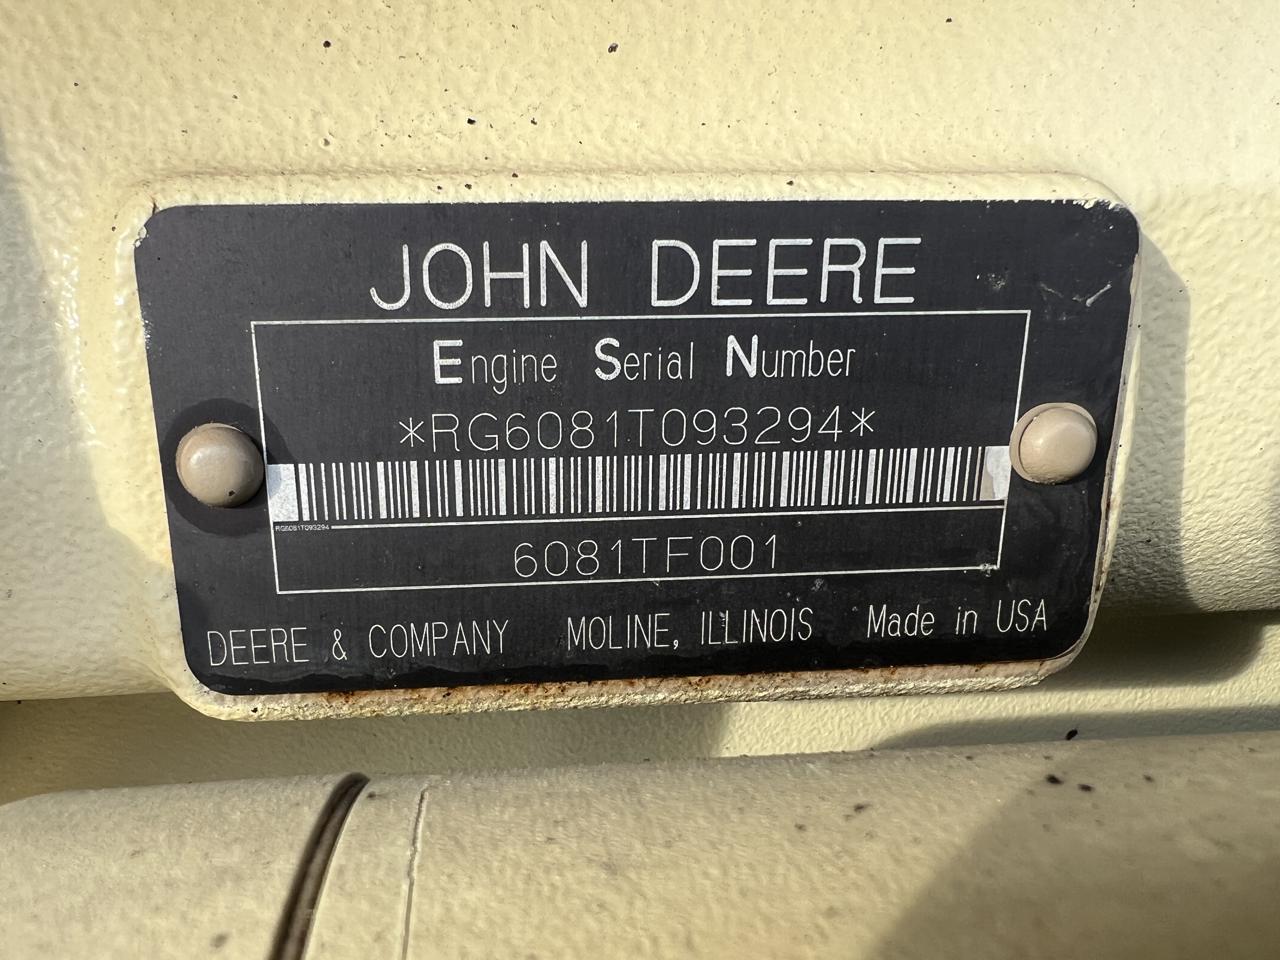 JOHN DEERE
Engine Serial Number
*RG6081T093294*
RG6081T093294
6081TF001
DEERE & COMPANY MOLINE, ILLINOIS Made in USA